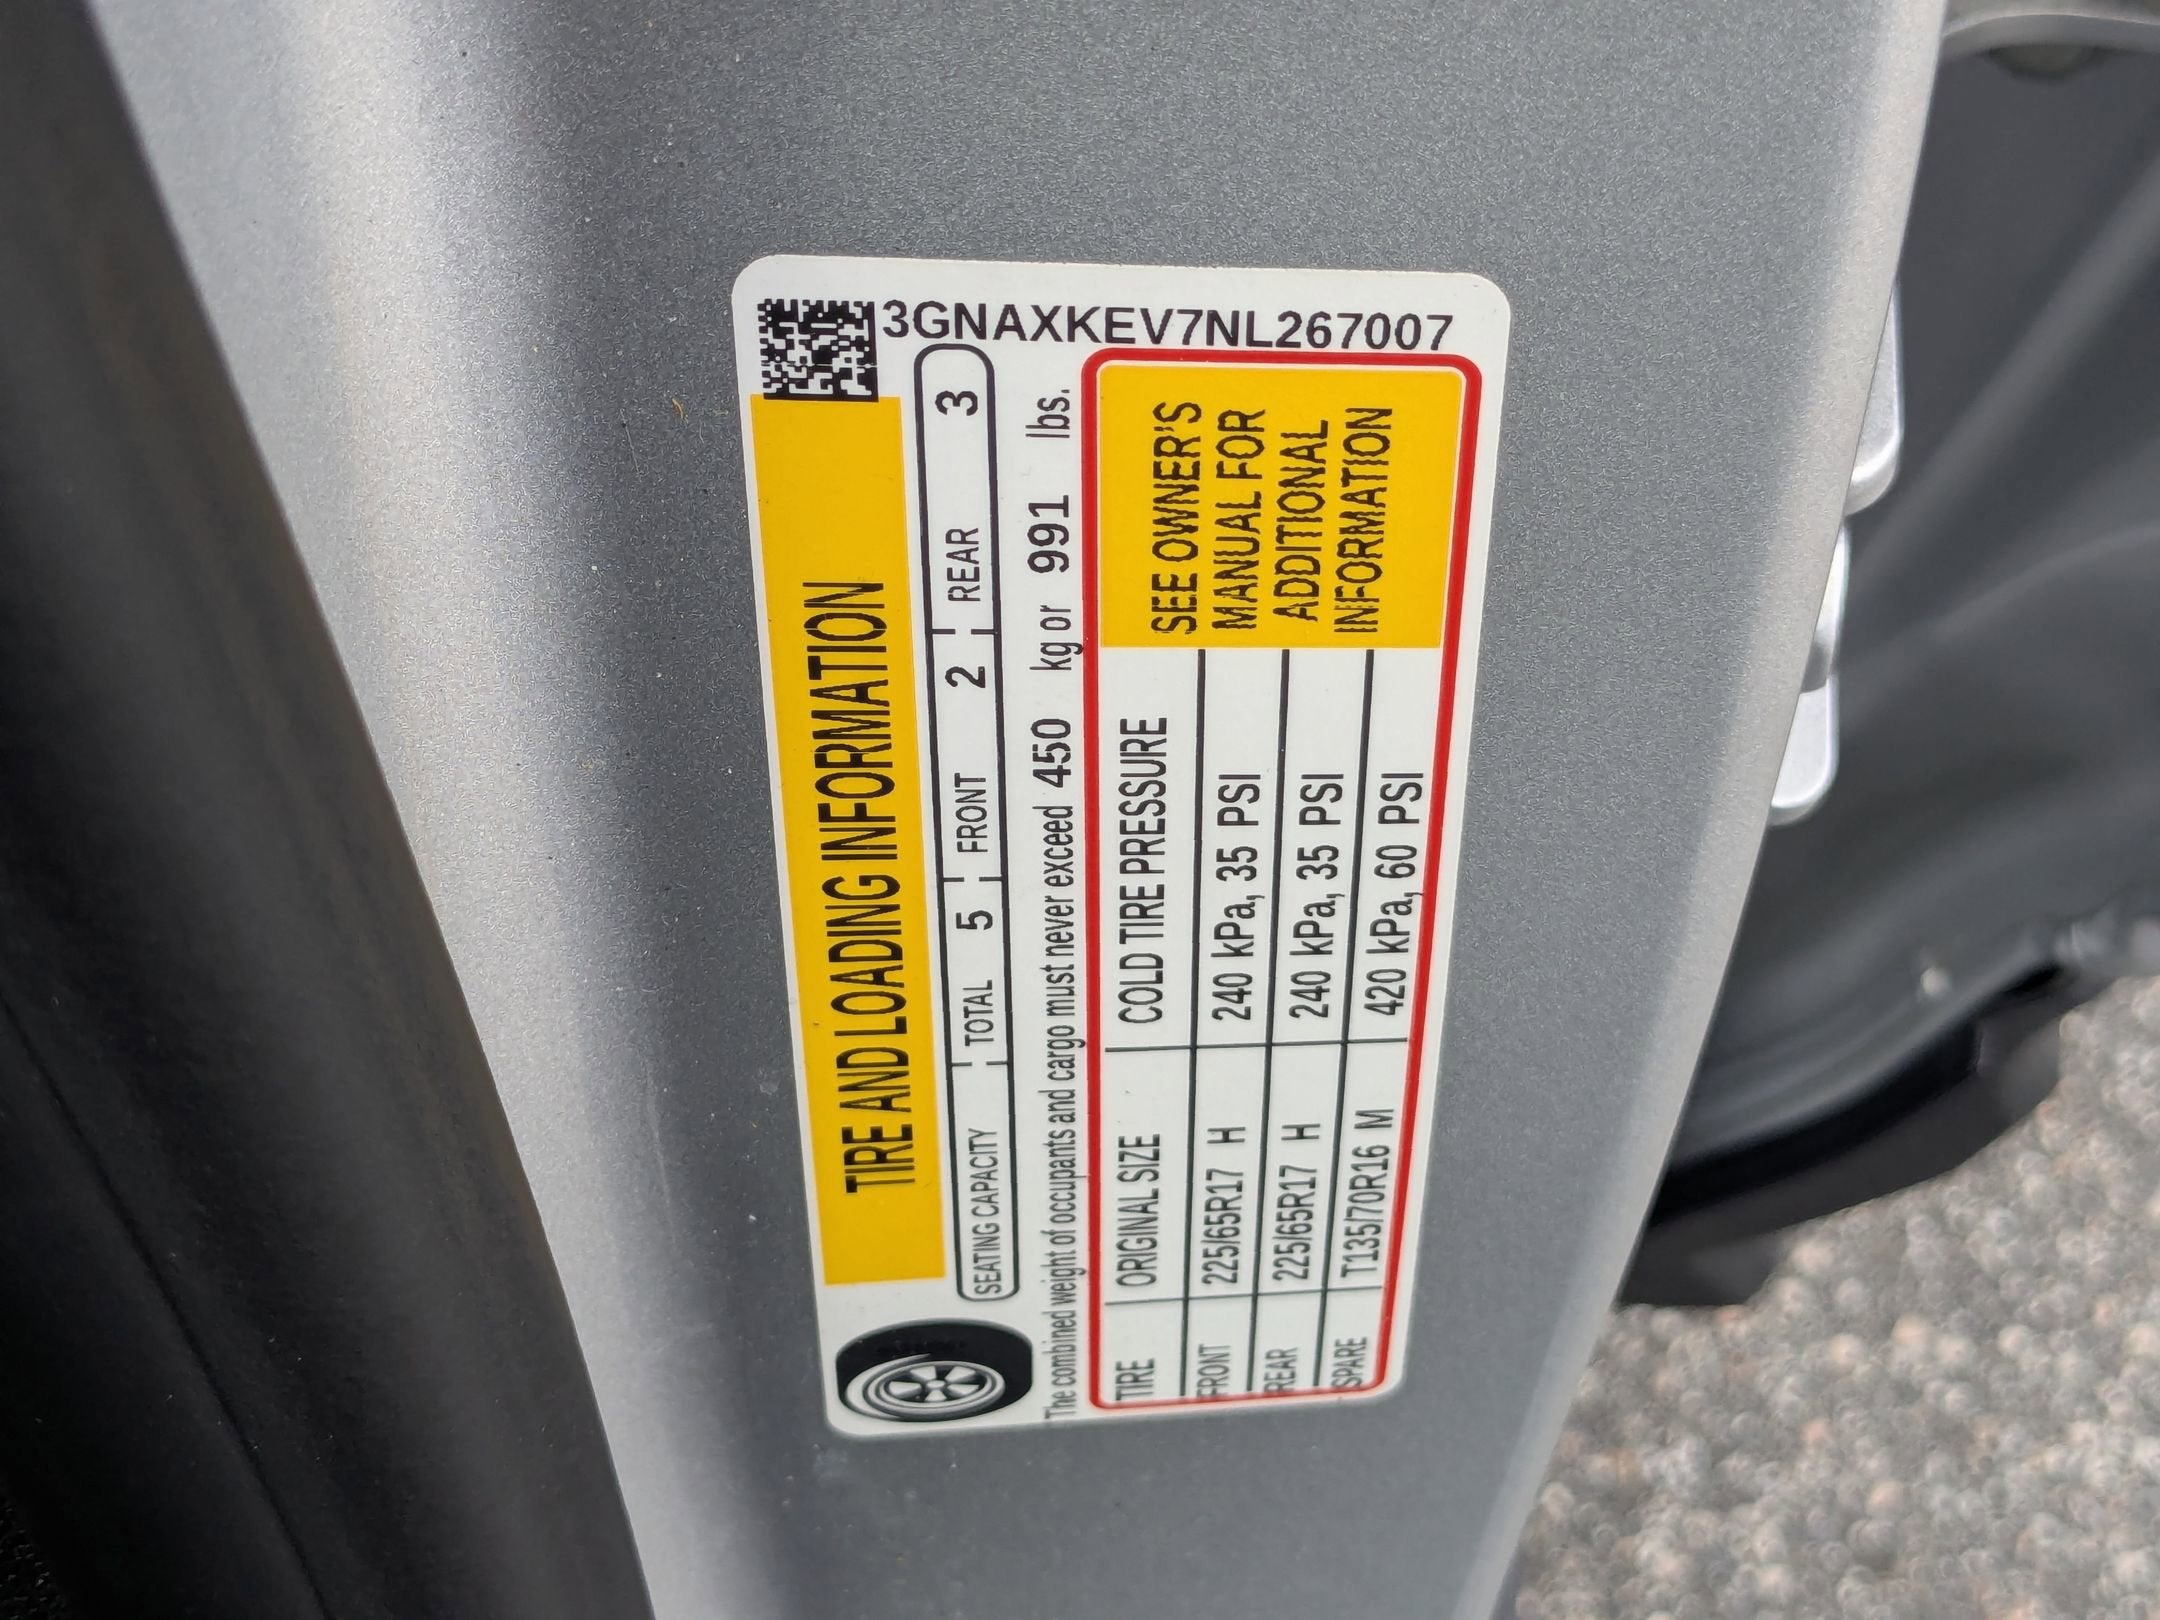 3GNAXKEV7NL267007
TIRE AND LOADING INFORMATION
SEATING CAPACITY TOTAL 5 FRONT 2 REAR 3
The combined weight of occupants and cargo must never exceed 450 kg or 991 lbs.
TIRE ORIGINAL SIZE COLD TIRE PRESSURE
FRONT 225/65R17 H 240 kPa, 35 PSI
REAR 225/65R17 H 240 kPa, 35 PSI
SPARE T135/70R16 M 420 kPa, 60 PSI
SEE OWNER'S
MANUAL FOR
ADDITIONAL
INFORMATION